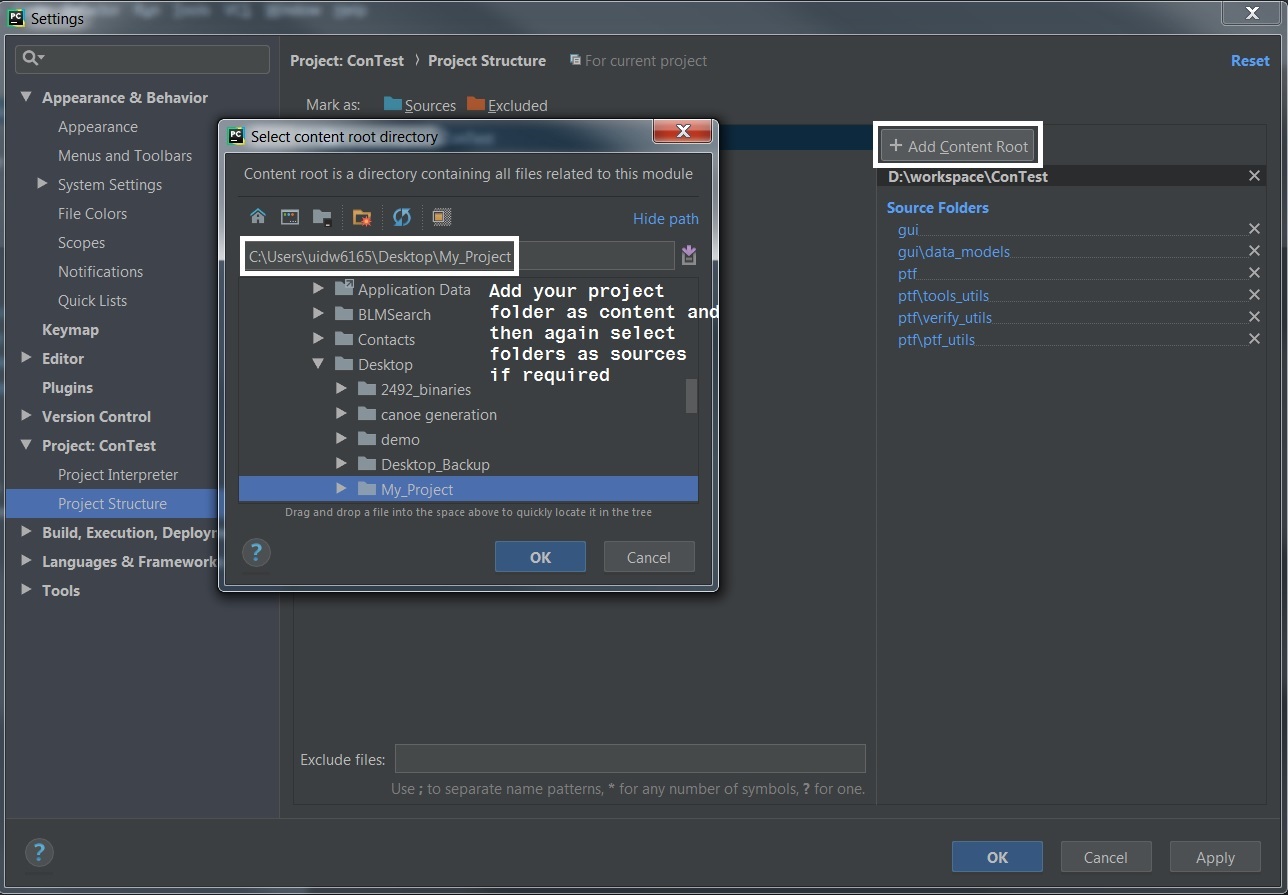 Settings
Project: ConTest 〉 Project Structure
For current project
Reset
Mark as: Sources Excluded
Appearance & Behavior
Appearance
Menus and Toolbars
System Settings
File Colors
Scopes
Notifications
Quick Lists
Keymap
Editor
Plugins
Version Control
Project: ConTest
Project Interpreter
Project Structure
Build, Execution, Deployr
Languages & Framework
Tools
Select content root directory
Content root is a directory containing all files related to this module
Hide path
C:\Users\uidw6165\Desktop\My_Project
Application Data
BLMSearch
Contacts
Desktop
2492_binaries
canoe generation
demo
Desktop_Backup
My_Project
Add your project
folder as content and
then again select
folders as sources
if required
Drag and drop a file into the space above to quickly locate it in the tree
?
OK
Cancel
+ Add Content Root
D:\workspace\ConTest
Source Folders
gui
gui\data_models
ptf
ptf\tools_utils
ptf\verify_utils
ptf\ptf_utils
Exclude files:
Use ; to separate name patterns, * for any number of symbols, ? for one.
?
OK
Cancel
Apply